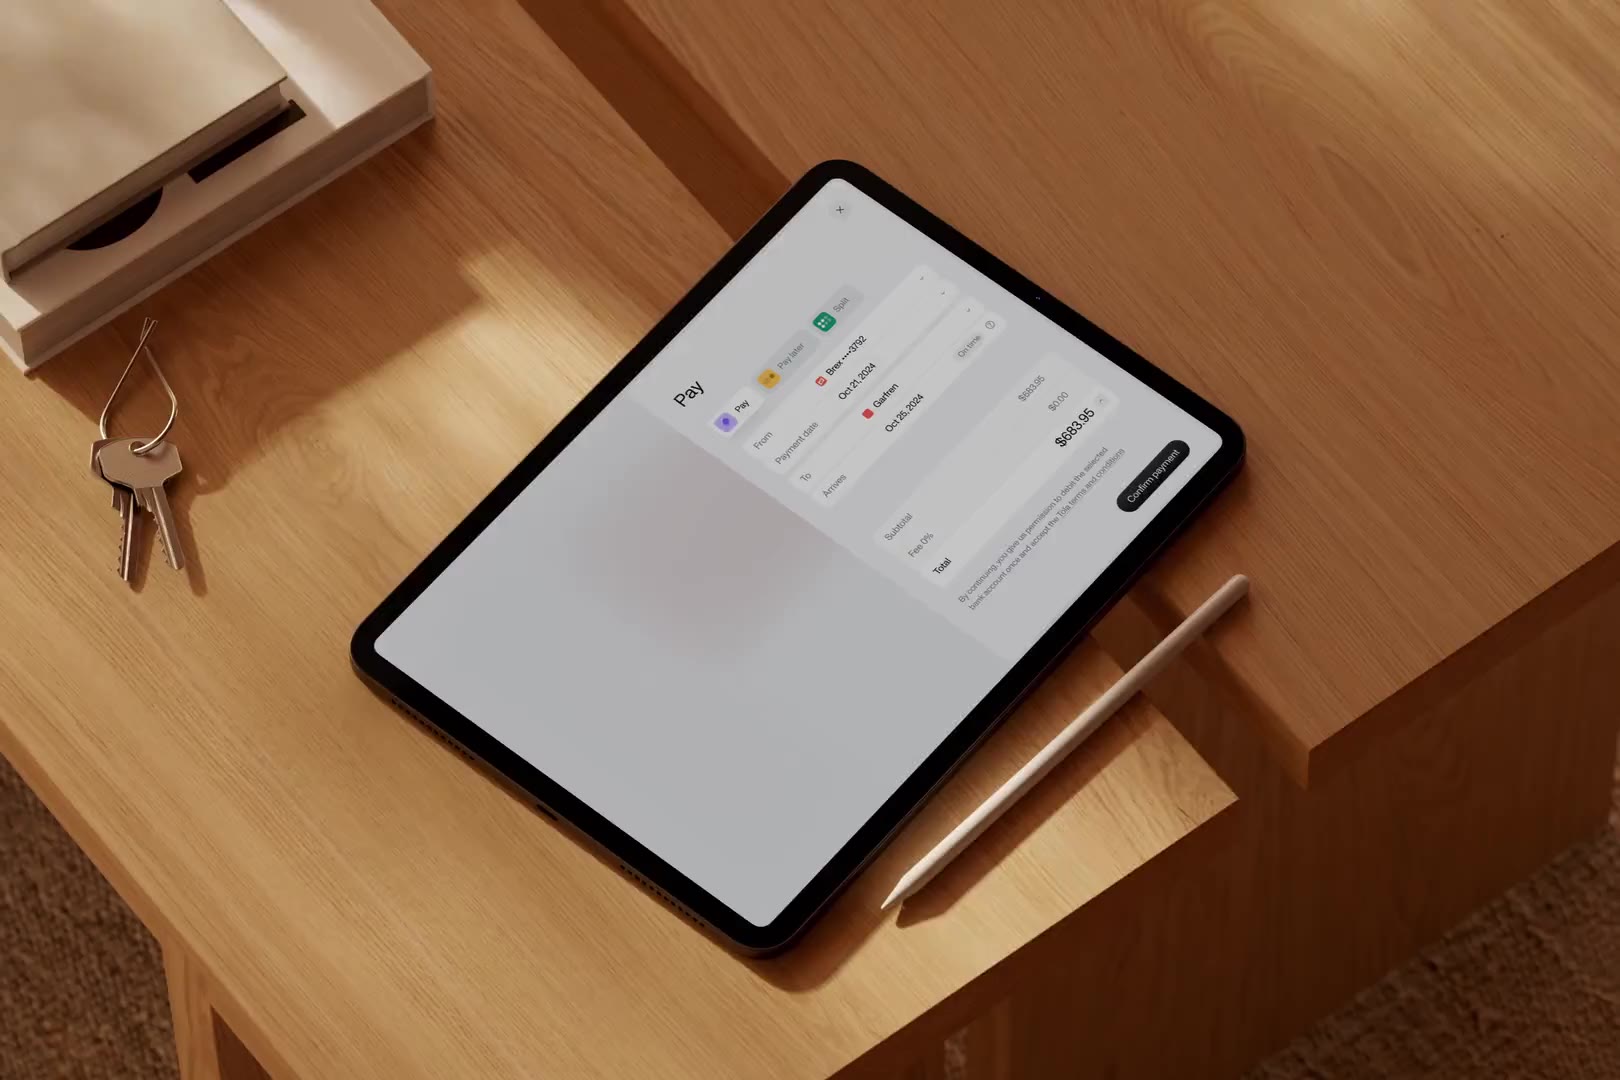 Pay
Pay
Pay later
Split
From
Brex ••••3792
Payment date
Oct 21, 2024
To
Garfren
Arrives
Oct 25, 2024
On time
Subtotal
$683.95
Fee 0%
$0.00
Total
$683.95
By continuing, you give us permission to debit the selected
bank account once and accept the Tola terms and conditions
Confirm payment